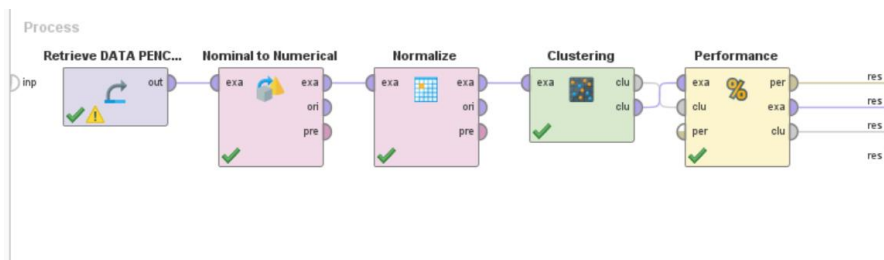 Process
Retrieve DATA PENC... Nominal to Numerical Normalize Clustering Performance
inp out exa exa exa exa exa clu exa per res
ori ori clu clu exa res
pre pre per clu res
res